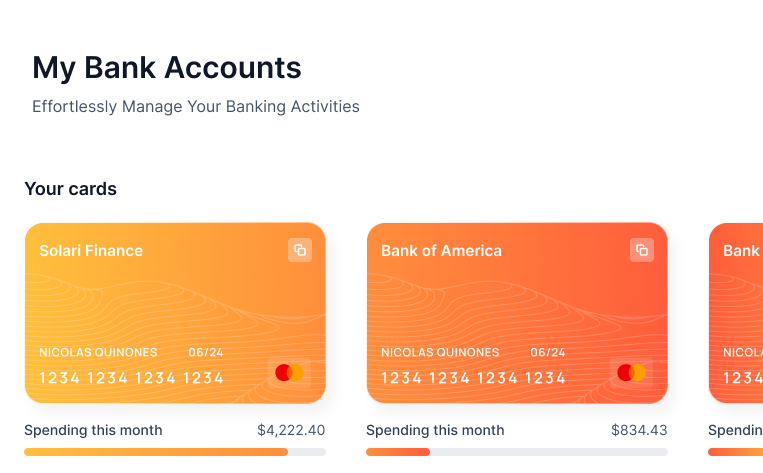 My Bank Accounts
Effortlessly Manage Your Banking Activities
Your cards
Solari Finance
NICOLAS QUINONES 06/24
1234 1234 1234 1234
Spending this month $4,222.40
Bank of America
NICOLAS QUINONES 06/24
1234 1234 1234 1234
Spending this month $834.43
Bank
1234